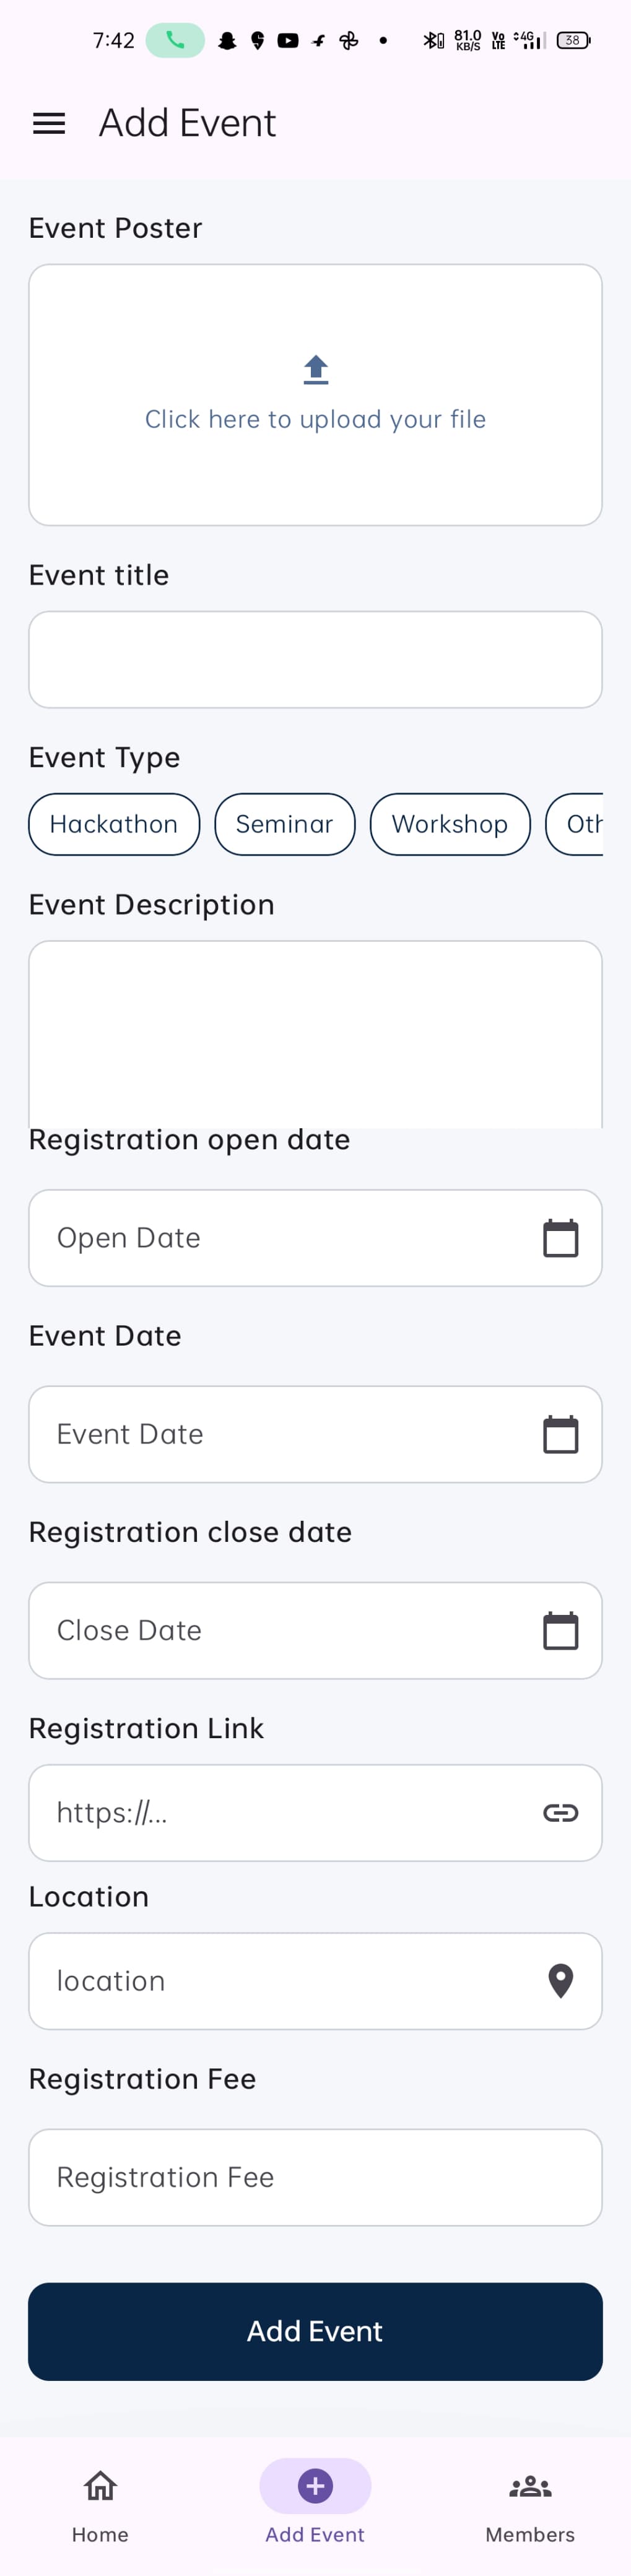 7:42
81.0
KB/S
Vo
LTE
4G
38
Add Event
Event Poster
Click here to upload your file
Event title
Event Type
Hackathon Seminar Workshop Oth
Event Description
Registration open date
Open Date
Event Date
Event Date
Registration close date
Close Date
Registration Link
https://...
Location
location
Registration Fee
Registration Fee
Add Event
Home Add Event Members